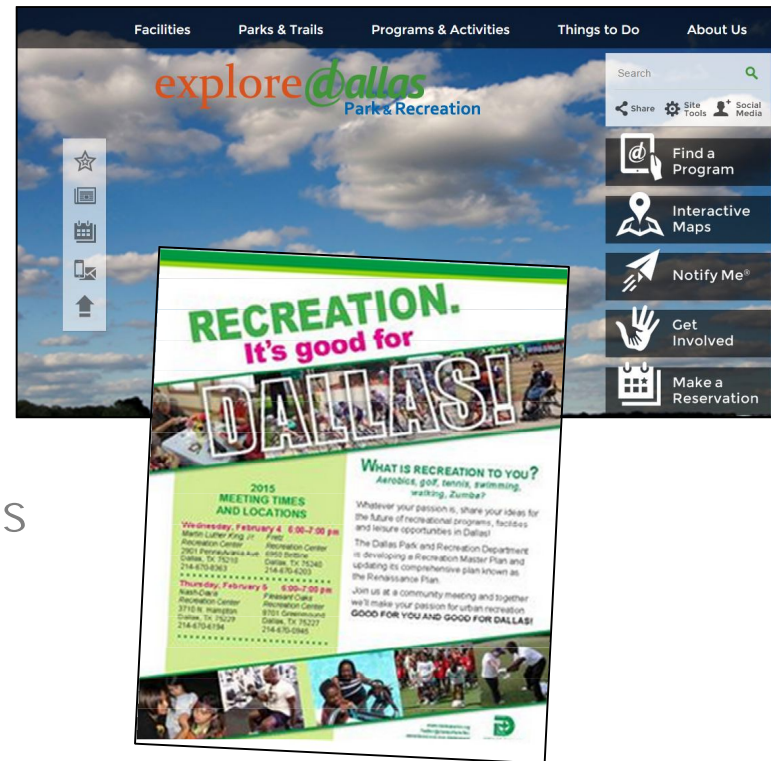 Facilities Parks & Trails Programs & Activities Things to Do About Us
explore dallas
Park & Recreation
Search
Share Site Tools Social Media
Find a
Program
Interactive
Maps
Notify Me®
Get
Involved
Make a
Reservation
S
RECREATION.
It's good for
DALLAS!
2015
MEETING TIMES
AND LOCATIONS
Wednesday, February 4 6:00–7:00 pm
Martin Luther King, Jr. Fretz
Recreation Center Recreation Center
2901 Pennsylvania Ave. 6950
Dallas, TX 75210 Dallas, TX 75240
214-670-8363 214-670-6203
Thursday, February 5 6:00–7:00 pm
Nash-Davis Pleasant Oaks
Recreation Center Recreation Center
3710 N. Hampton 8701 Greenmound
Dallas, TX 75229 Dallas, TX 75227
214-670-6194 214-670-0945
WHAT IS RECREATION TO YOU?
Aerobics, golf, tennis, swimming,
walking, Zumba?
Whatever your passion is, share your ideas for
the future of recreational programs, facilities
and leisure opportunities in Dallas!
The Dallas Park and Recreation Department
is developing a Recreation Master Plan and
updating its comprehensive plan known as
the Renaissance Plan.
Join us at a community meeting and together
we'll make your passion for urban recreation
GOOD FOR YOU AND GOOD FOR DALLAS!